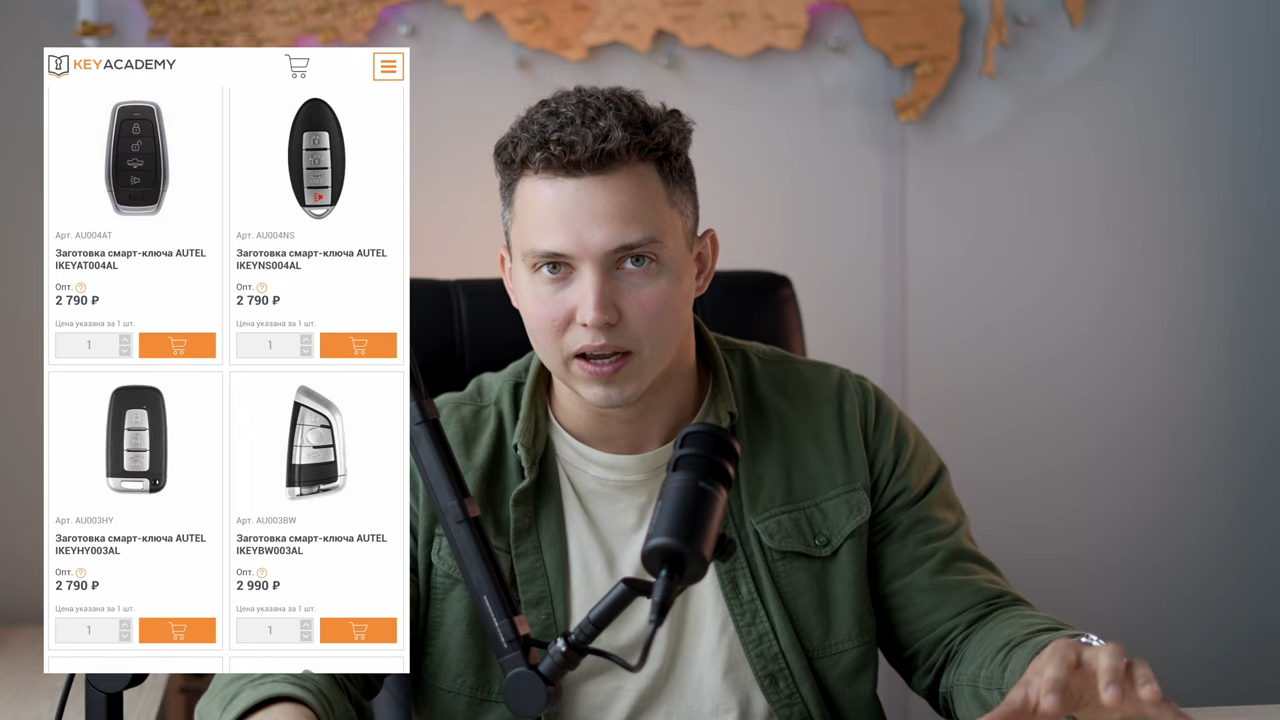 KEYACADEMY
Арт. AU004AT
Заготовка смарт-ключа AUTEL
IKEYAT004AL
Опт. ?
2 790 ₽
Цена указана за 1 шт.
1
Арт. AU004NS
Заготовка смарт-ключа AUTEL
IKEYNS004AL
Опт. ?
2 790 ₽
Цена указана за 1 шт.
1
Арт. AU003HY
Заготовка смарт-ключа AUTEL
IKEYHY003AL
Опт. ?
2 790 ₽
Цена указана за 1 шт.
1
Арт. AU003BW
Заготовка смарт-ключа AUTEL
IKEYBW003AL
Опт. ?
2 990 ₽
Цена указана за 1 шт.
1